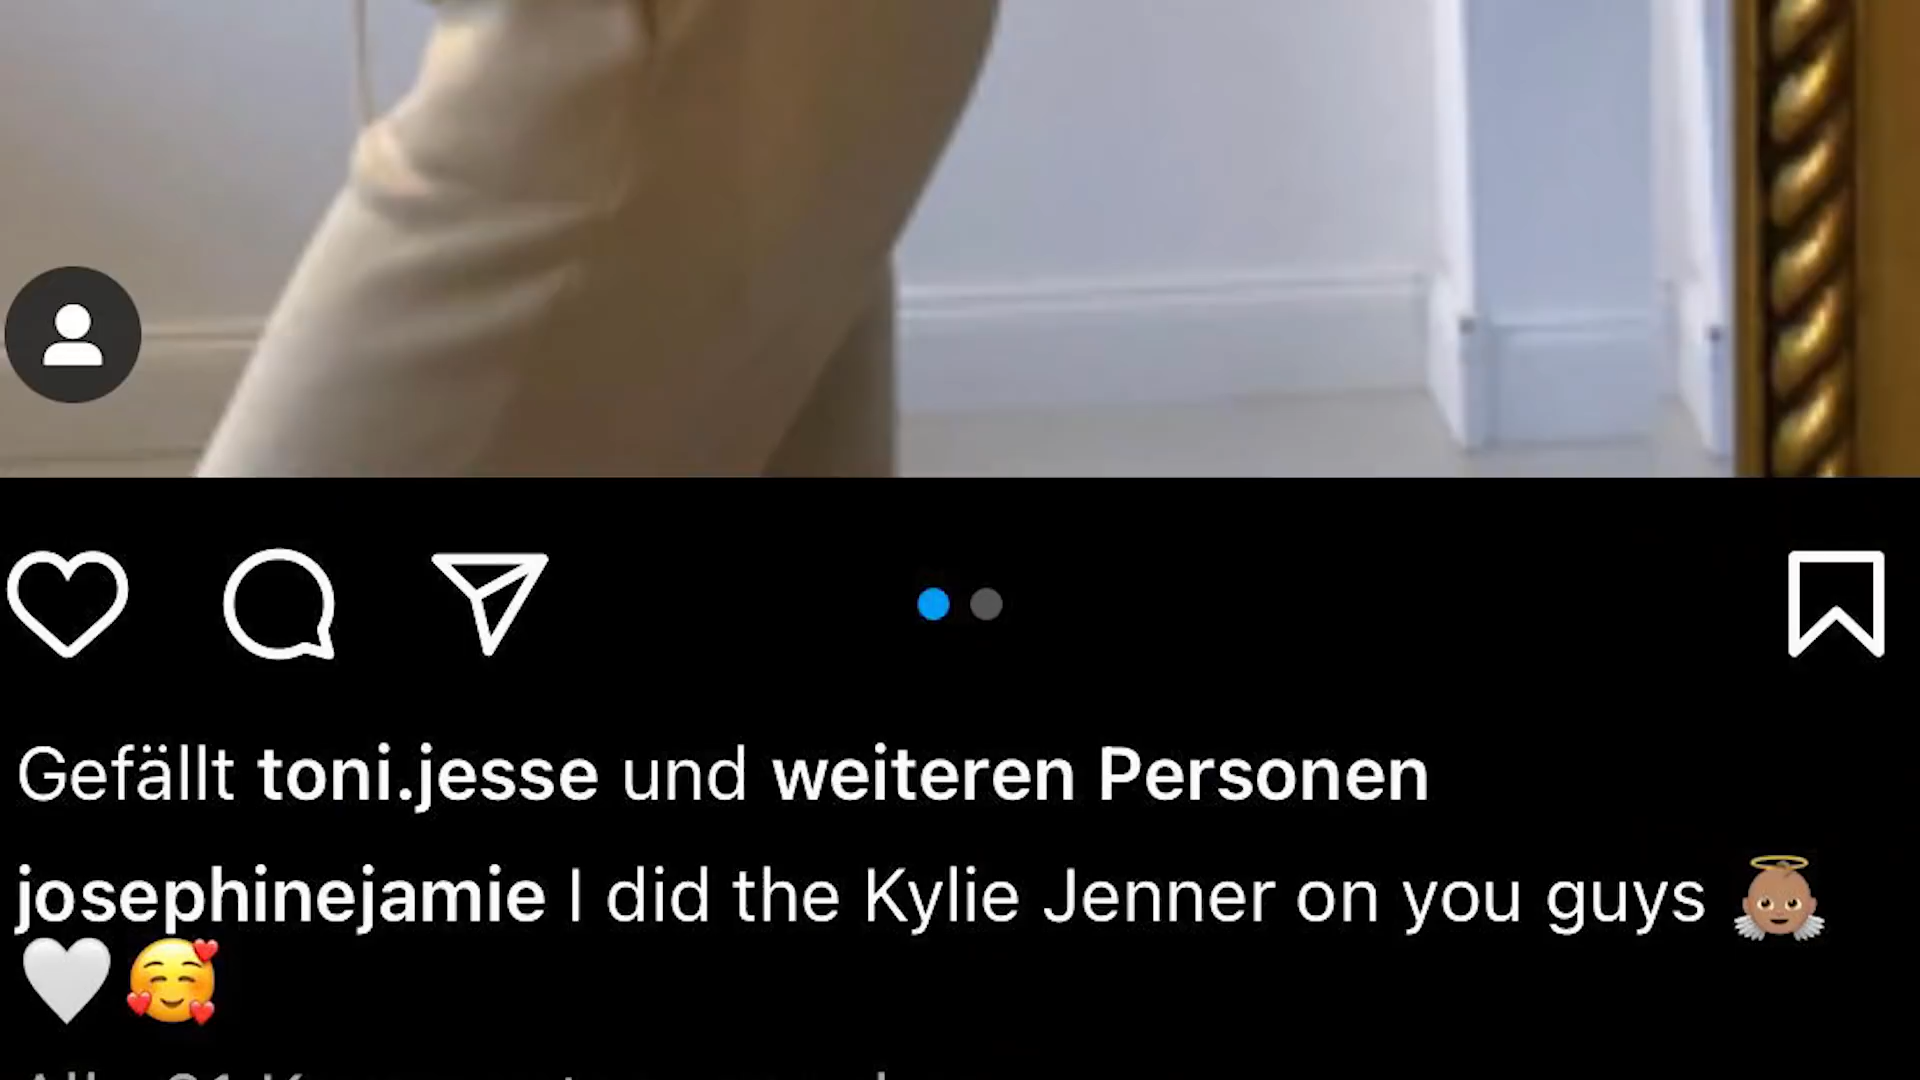 Gefällt toni.jesse und weiteren Personen
josephinejamie I did the Kylie Jenner on you guys 👼🏽
🤍 🥰